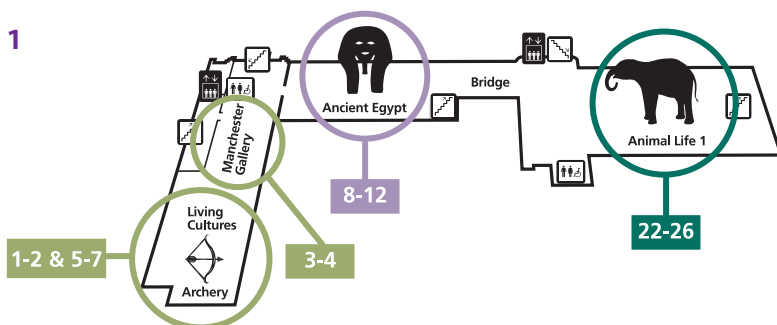 1
Ancient Egypt
Bridge
Animal Life 1
Manchester
Gallery
8-12
Living
Cultures
22-26
1-2 & 5-7
3-4
Archery